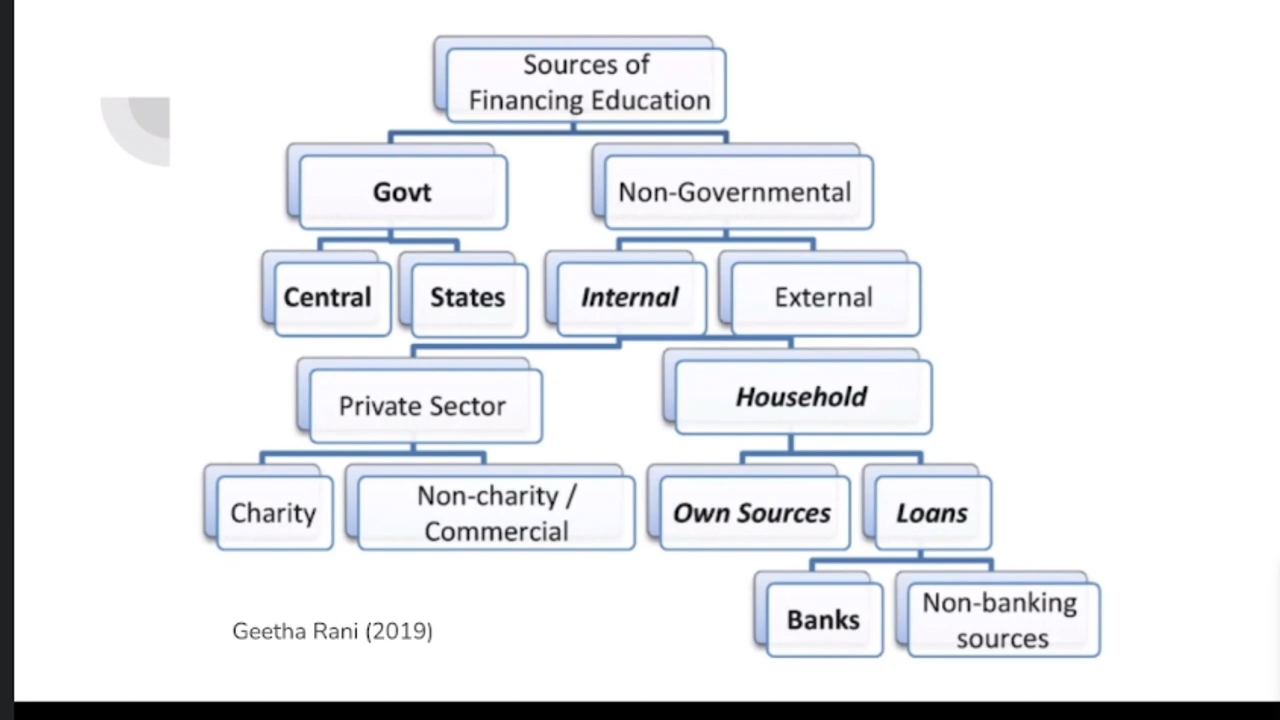 Sources of
Financing Education
Govt
Non-Governmental
Central
States
Internal
External
Private Sector
Household
Charity
Non-charity /
Commercial
Own Sources
Loans
Banks
Non-banking
sources
Geetha Rani (2019)